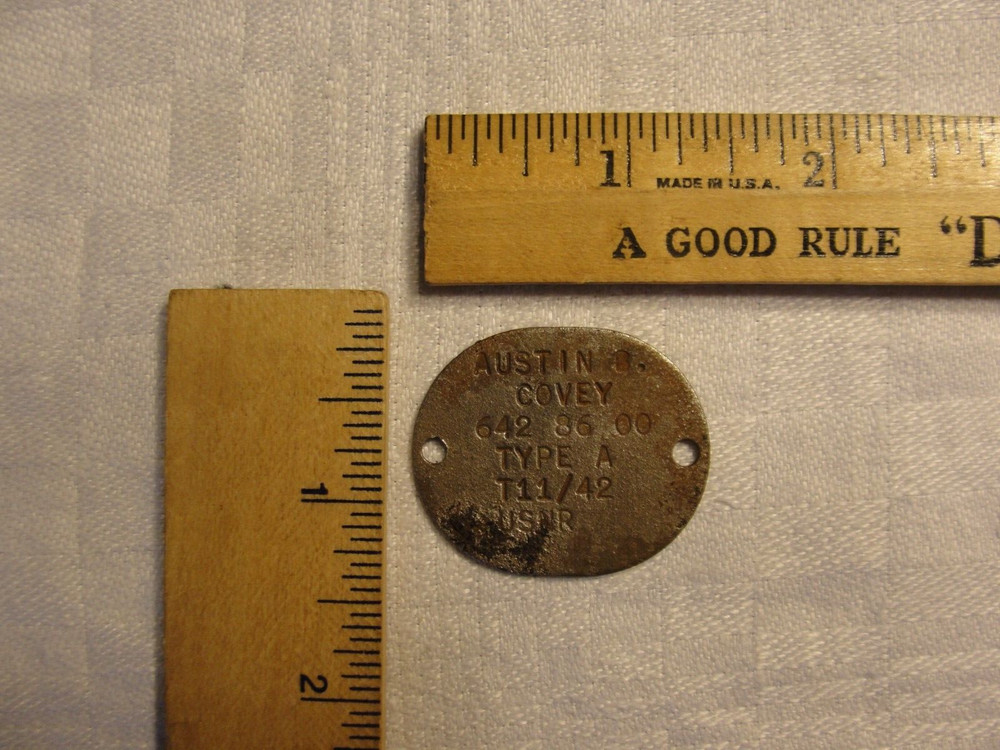 1 2
MADE IN U.S.A.
A GOOD RULE "D
1
2
AUSTIN D.
COVEY
642 86 00
TYPE A
T11/42
USNR